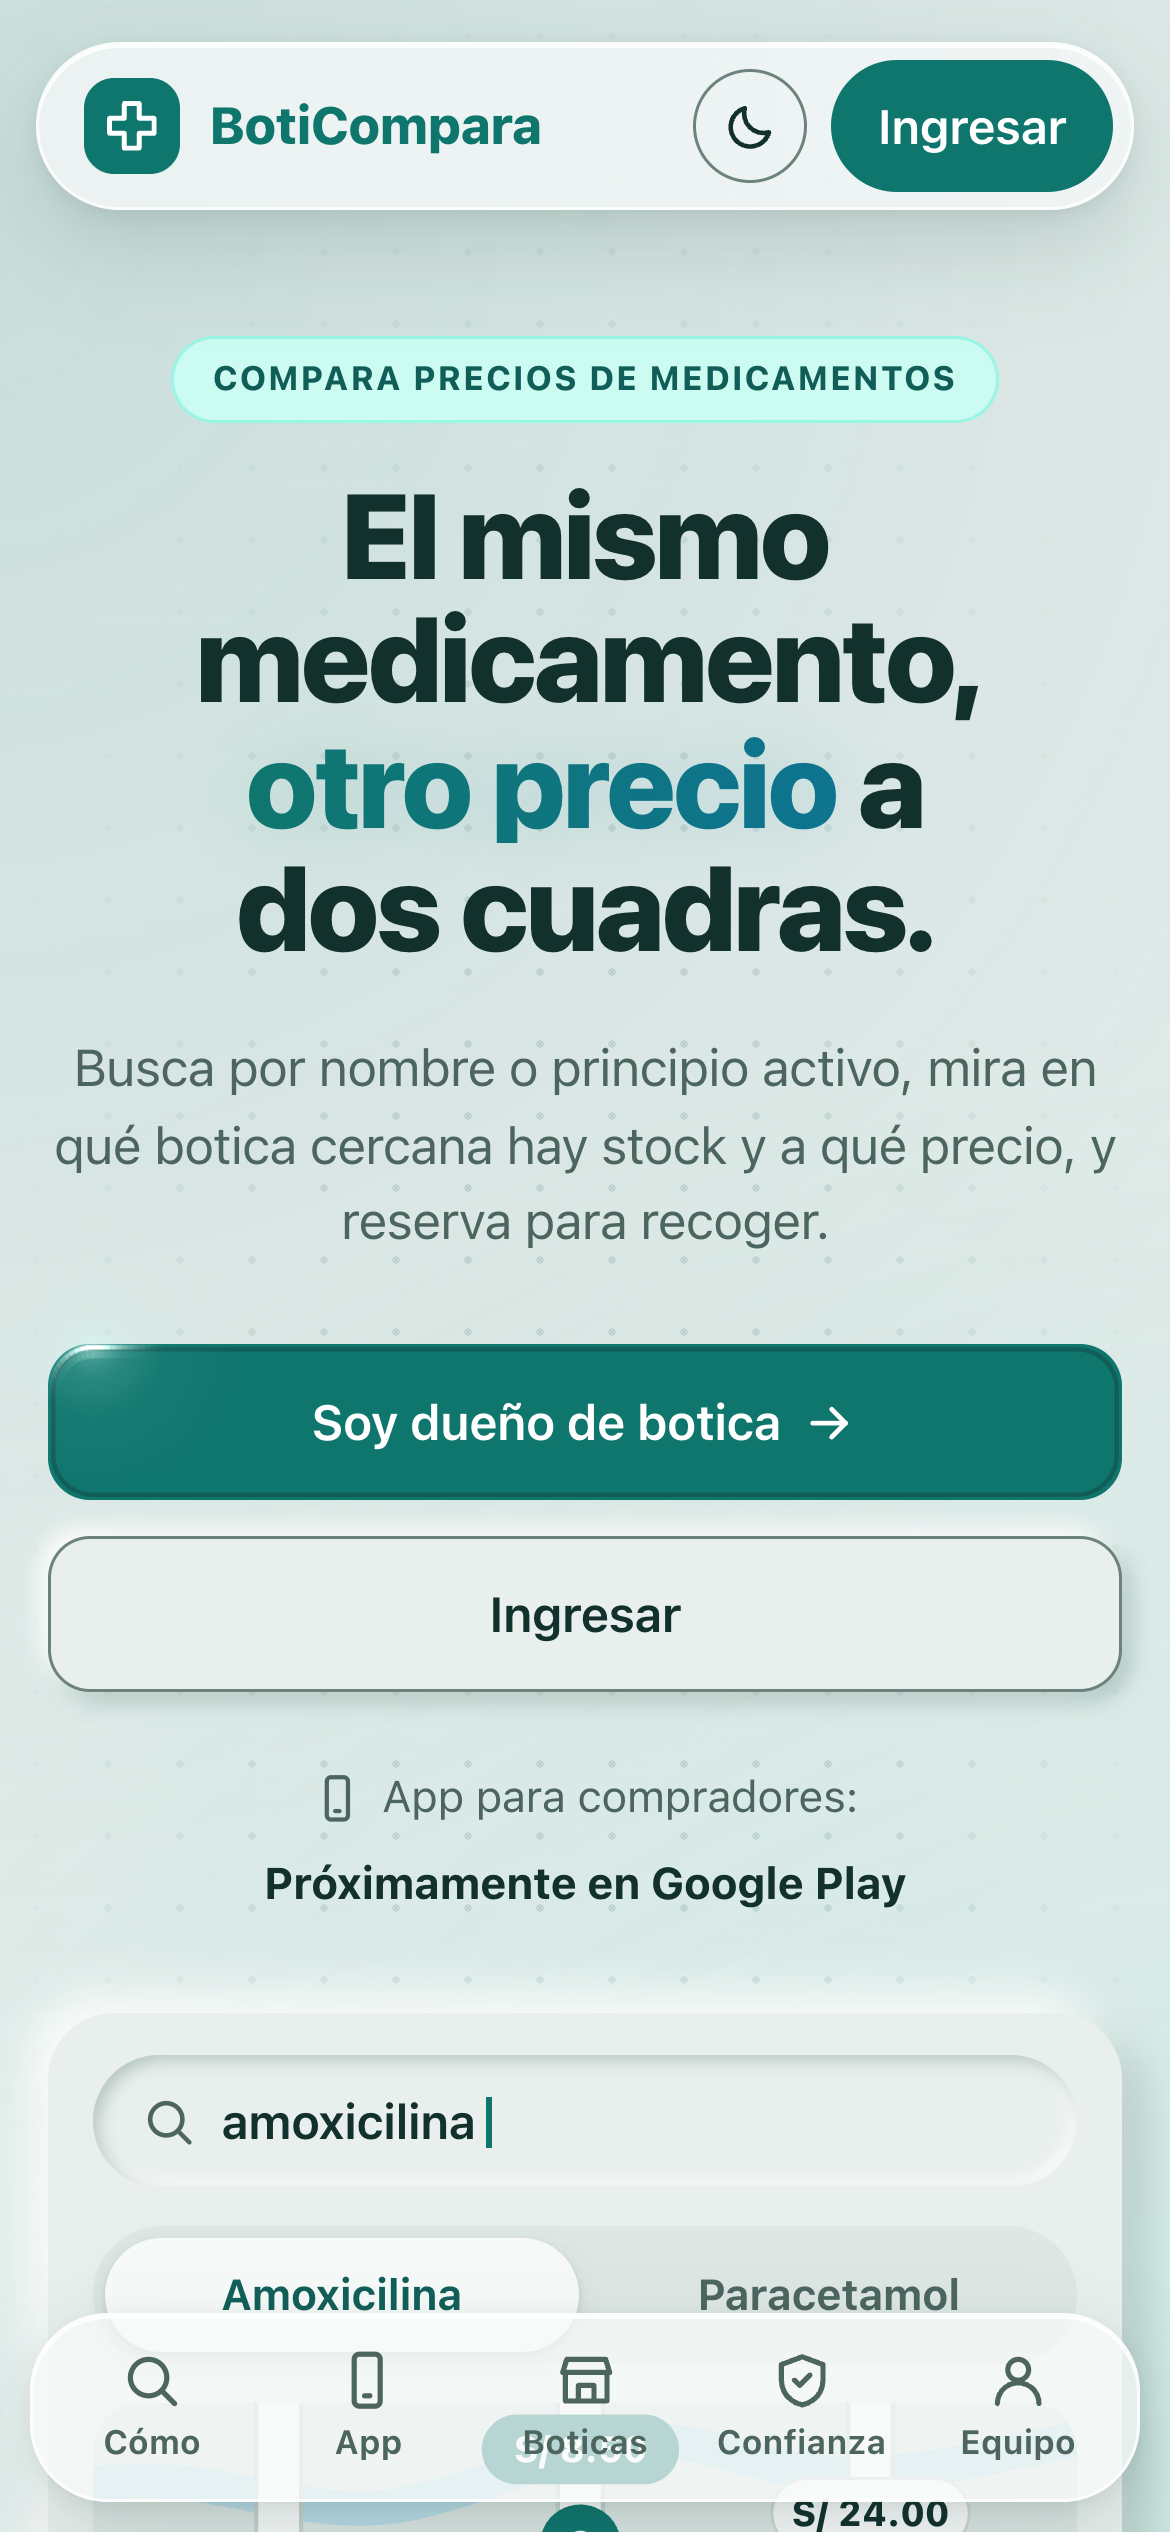 BotiCompara
Ingresar
COMPARA PRECIOS DE MEDICAMENTOS
El mismo
medicamento,
otro precio a
dos cuadras.
Busca por nombre o principio activo, mira en
qué botica cercana hay stock y a qué precio, y
reserva para recoger.
Soy dueño de botica →
Ingresar
App para compradores:
Próximamente en Google Play
amoxicilina
Amoxicilina
Paracetamol
Cómo
App
Boticas
Confianza
Equipo
S/ 24.00